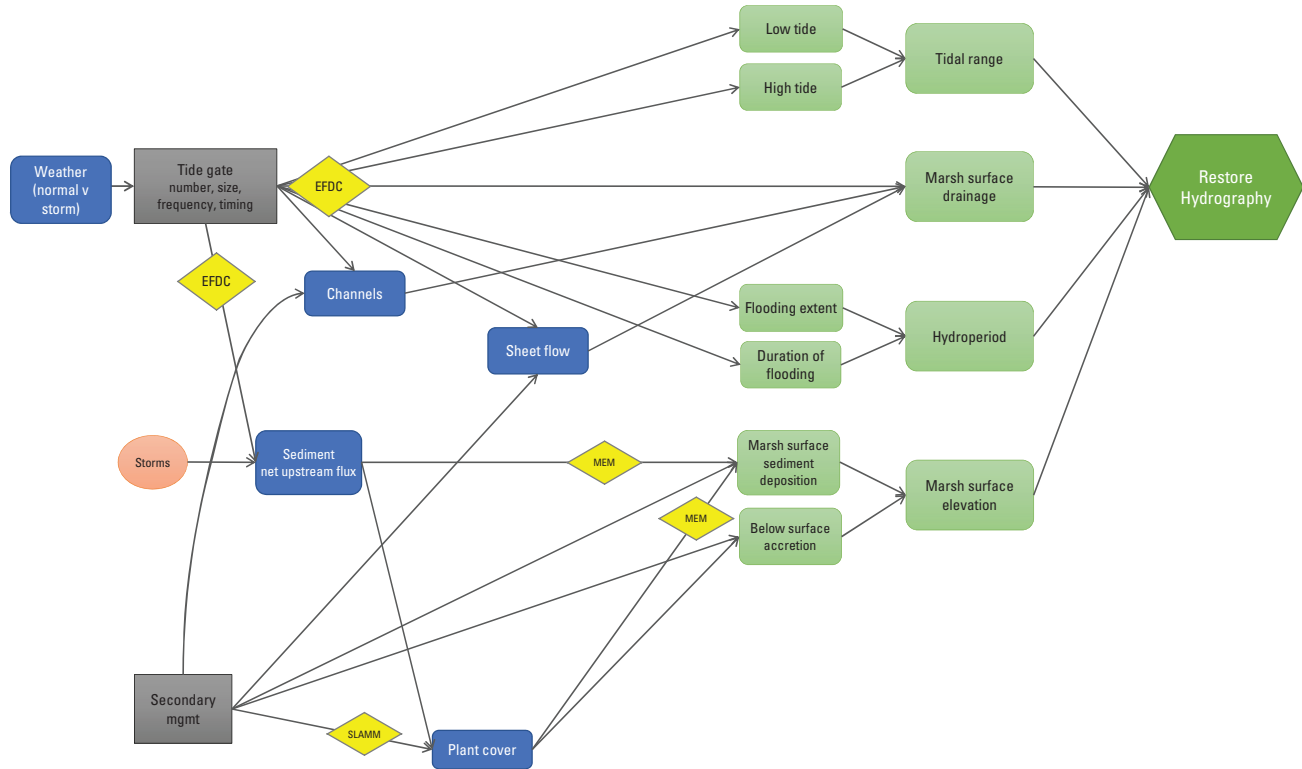 Low tide
High tide
Tidal range
Weather
(normal v
storm)
Tide gate
number, size,
frequency, timing
EFDC
Marsh surface
drainage
Restore
Hydrography
EFDC
Channels
Flooding extent
Sheet flow
Duration of
flooding
Hydroperiod
Storms
Sediment
net upstream flux
MEM
Marsh surface
sediment
deposition
Marsh surface
elevation
MEM
Below surface
accretion
Secondary
mgmt
SLAMM
Plant cover